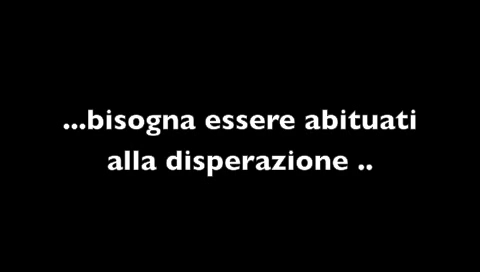 ...bisogna essere abituati
alla disperazione ..